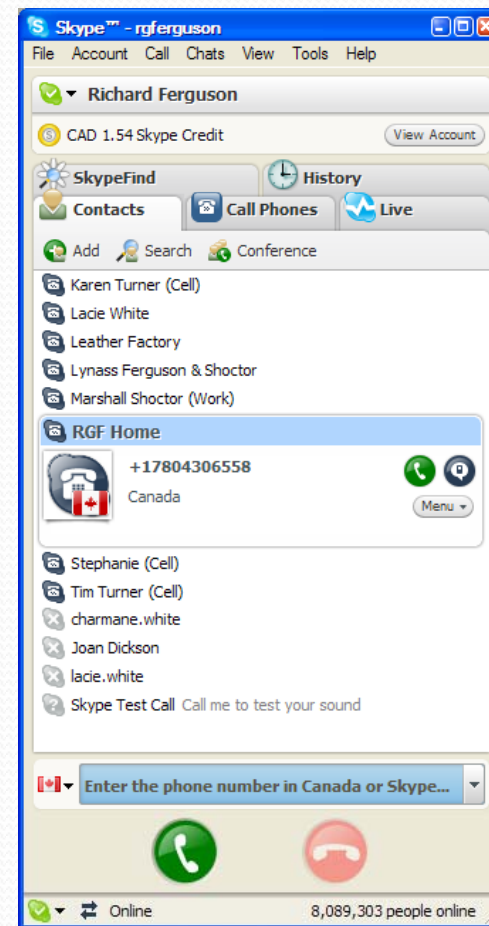 Skype™ - rgferguson
File Account Call Chats View Tools Help
Richard Ferguson
CAD 1.54 Skype Credit View Account
SkypeFind History
Contacts Call Phones Live
Add Search Conference
Karen Turner (Cell)
Lacie White
Leather Factory
Lynass Ferguson & Shoctor
Marshall Shoctor (Work)
RGF Home
+17804306558
Canada
Menu
Stephanie (Cell)
Tim Turner (Cell)
charmane.white
Joan Dickson
lacie.white
Skype Test Call Call me to test your sound
Enter the phone number in Canada or Skype...
Online 8,089,303 people online